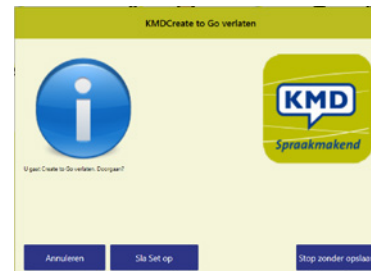 KMDCreate to Go verlaten
KMD
Spraakmakend
U gaat Create to Go verlaten. Doorgaan?
Annuleren
Sla Set op
Stop zonder opslaa